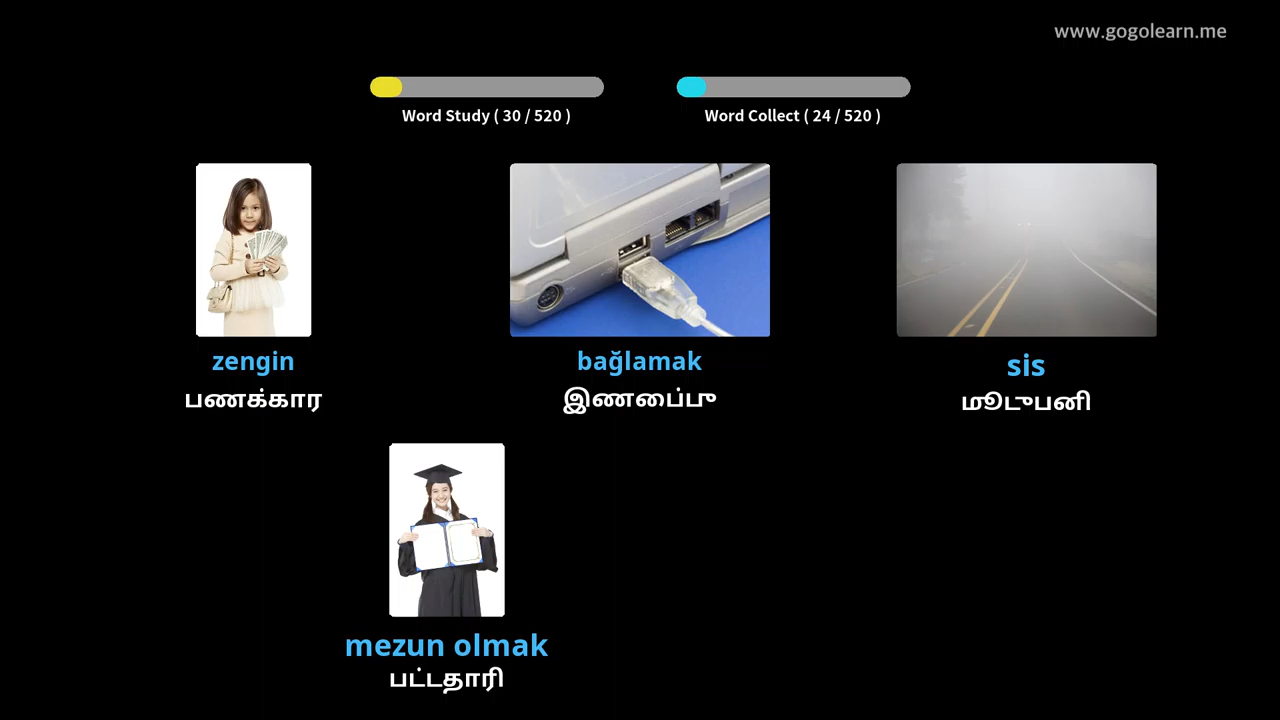 www.gogolearn.me
Word Study ( 30 / 520 )
Word Collect ( 24 / 520 )
zengin
பணக்கார
bağlamak
இணைப்பு
sis
மூடுபனி
mezun olmak
பட்டதாரி